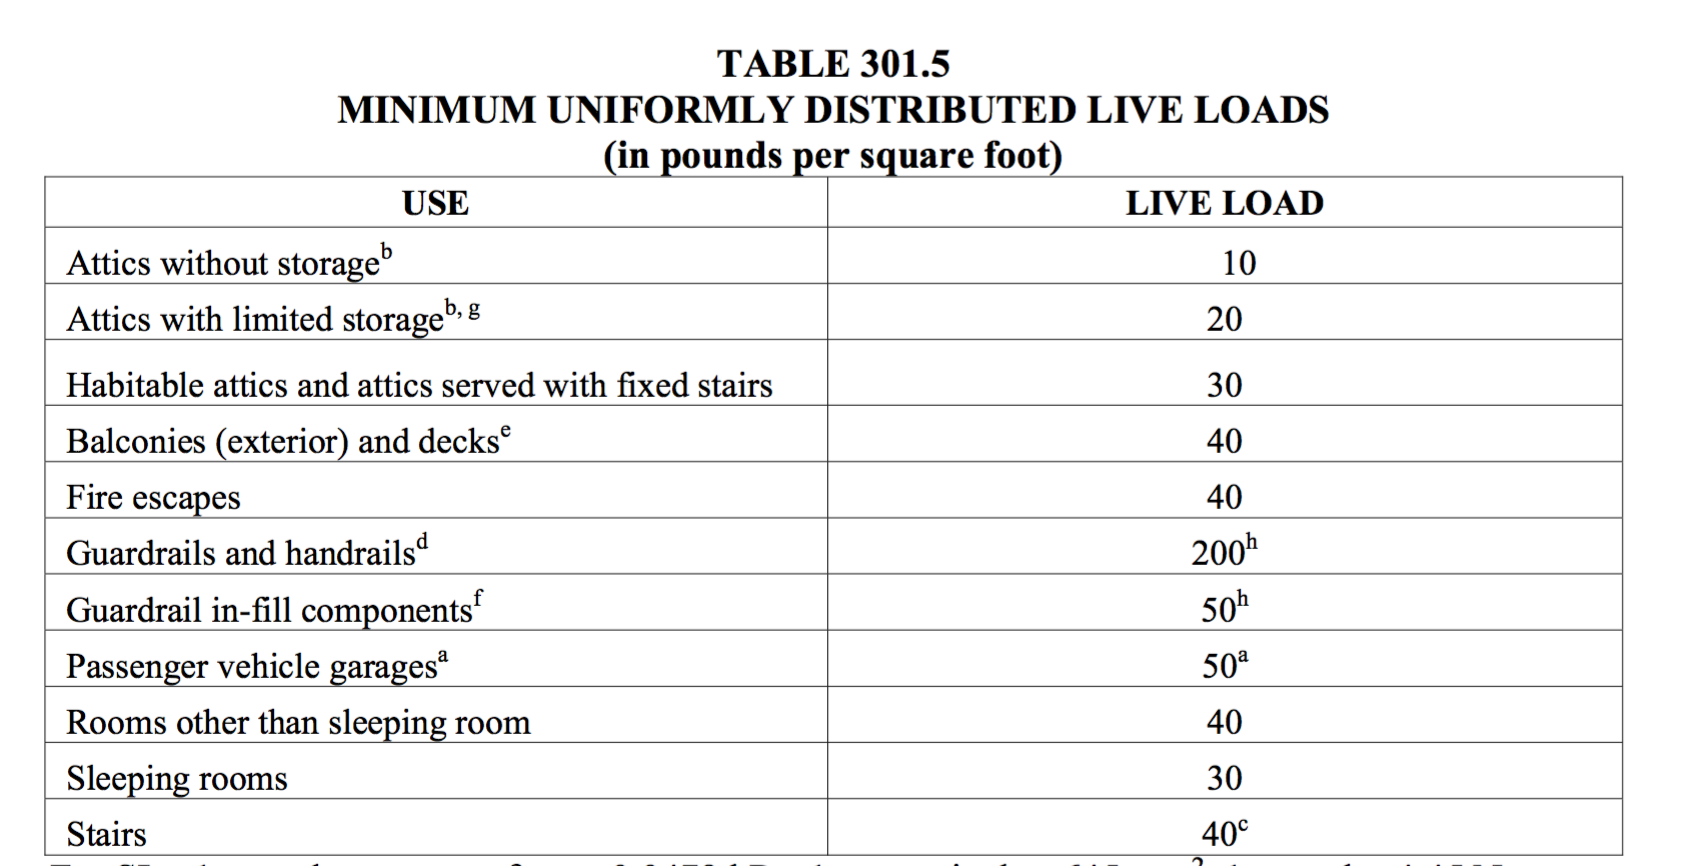 TABLE 301.5
MINIMUM UNIFORMLY DISTRIBUTED LIVE LOADS
(in pounds per square foot)
USE LIVE LOAD
Attics without storage^b 10
Attics with limited storage^b, g 20
Habitable attics and attics served with fixed stairs 30
Balconies (exterior) and decks^e 40
Fire escapes 40
Guardrails and handrails^d 200^h
Guardrail in-fill components^f 50^h
Passenger vehicle garages^a 50^a
Rooms other than sleeping room 40
Sleeping rooms 30
Stairs 40^c